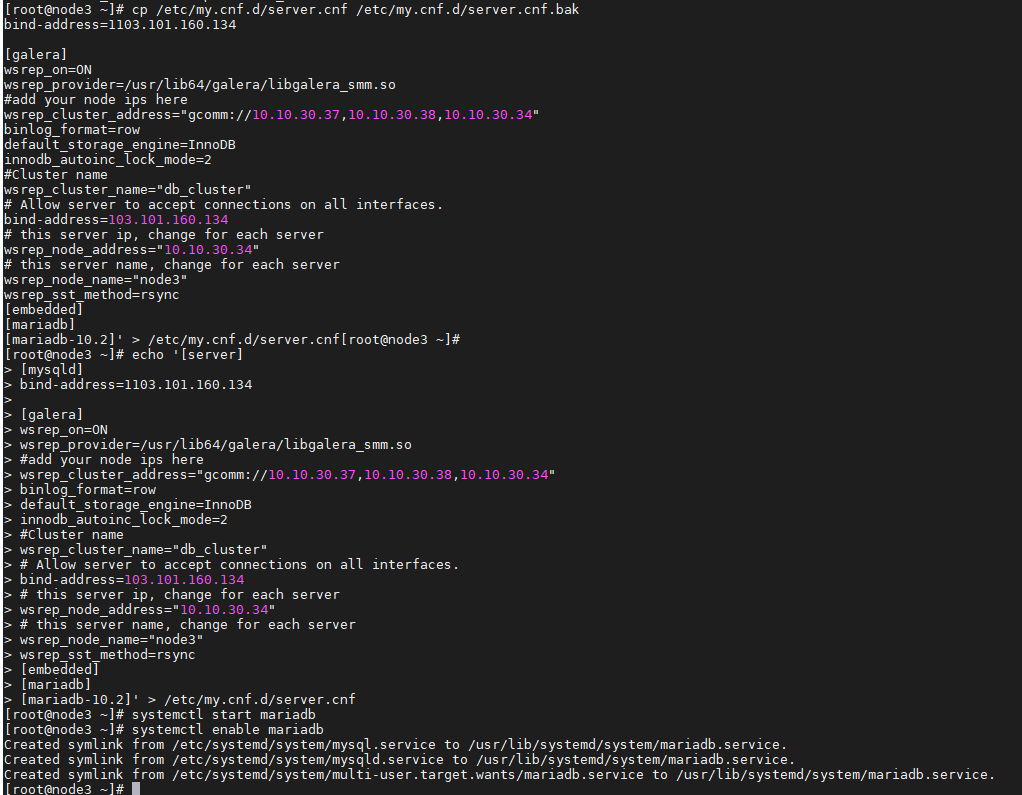 [root@node3 ~]# cp /etc/my.cnf.d/server.cnf /etc/my.cnf.d/server.cnf.bak
bind-address=1103.101.160.134
[galera]
wsrep_on=ON
wsrep_provider=/usr/lib64/galera/libgalera_smm.so
#add your node ips here
wsrep_cluster_address="gcomm://10.10.30.37,10.10.30.38,10.10.30.34"
binlog_format=row
default_storage_engine=InnoDB
innodb_autoinc_lock_mode=2
#Cluster name
wsrep_cluster_name="db_cluster"
# Allow server to accept connections on all interfaces.
bind-address=103.101.160.134
# this server ip, change for each server
wsrep_node_address="10.10.30.34"
# this server name, change for each server
wsrep_node_name="node3"
wsrep_sst_method=rsync
[embedded]
[mariadb]
[mariadb-10.2]' > /etc/my.cnf.d/server.cnf[root@node3 ~]#
[root@node3 ~]# echo '[server]
> [mysqld]
> bind-address=1103.101.160.134
>
> [galera]
> wsrep_on=ON
> wsrep_provider=/usr/lib64/galera/libgalera_smm.so
> #add your node ips here
> wsrep_cluster_address="gcomm://10.10.30.37,10.10.30.38,10.10.30.34"
> binlog_format=row
> default_storage_engine=InnoDB
> innodb_autoinc_lock_mode=2
> #Cluster name
> wsrep_cluster_name="db_cluster"
> # Allow server to accept connections on all interfaces.
> bind-address=103.101.160.134
> # this server ip, change for each server
> wsrep_node_address="10.10.30.34"
> # this server name, change for each server
> wsrep_node_name="node3"
> wsrep_sst_method=rsync
> [embedded]
> [mariadb]
> [mariadb-10.2]' > /etc/my.cnf.d/server.cnf
[root@node3 ~]# systemctl start mariadb
[root@node3 ~]# systemctl enable mariadb
Created symlink from /etc/systemd/system/mysql.service to /usr/lib/systemd/system/mariadb.service.
Created symlink from /etc/systemd/system/mysqld.service to /usr/lib/systemd/system/mariadb.service.
Created symlink from /etc/systemd/system/multi-user.target.wants/mariadb.service to /usr/lib/systemd/system/mariadb.service.
[root@node3 ~]#